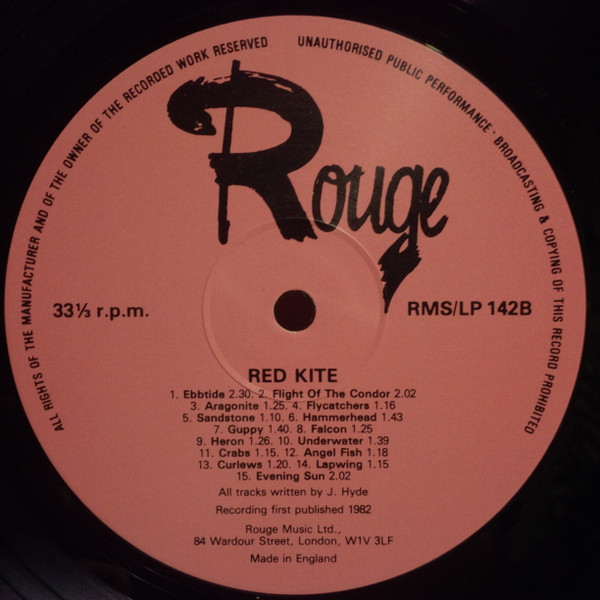 ALL RIGHTS OF THE MANUFACTURER AND OF THE OWNER OF THE RECORDED WORK RESERVED
UNAUTHORISED PUBLIC PERFORMANCE · BROADCASTING & COPYING OF THIS RECORD PROHIBITED
Rouge
33⅓ r.p.m.
RMS/LP 142B
RED KITE
1. Ebbtide 2.30. 2. Flight Of The Condor 2.02
3. Aragonite 1.25. 4. Flycatchers 1.16
5. Sandstone 1.10. 6. Hammerhead 1.43
7. Guppy 1.40. 8. Falcon 1.25
9. Heron 1.26. 10. Underwater 1.39
11. Crabs 1.15. 12. Angel Fish 1.18
13. Curlews 1.20. 14. Lapwing 1.15
15. Evening Sun 2.02
All tracks written by J. Hyde
Recording first published 1982
Rouge Music Ltd.,
84 Wardour Street, London, W1V 3LF
Made in England